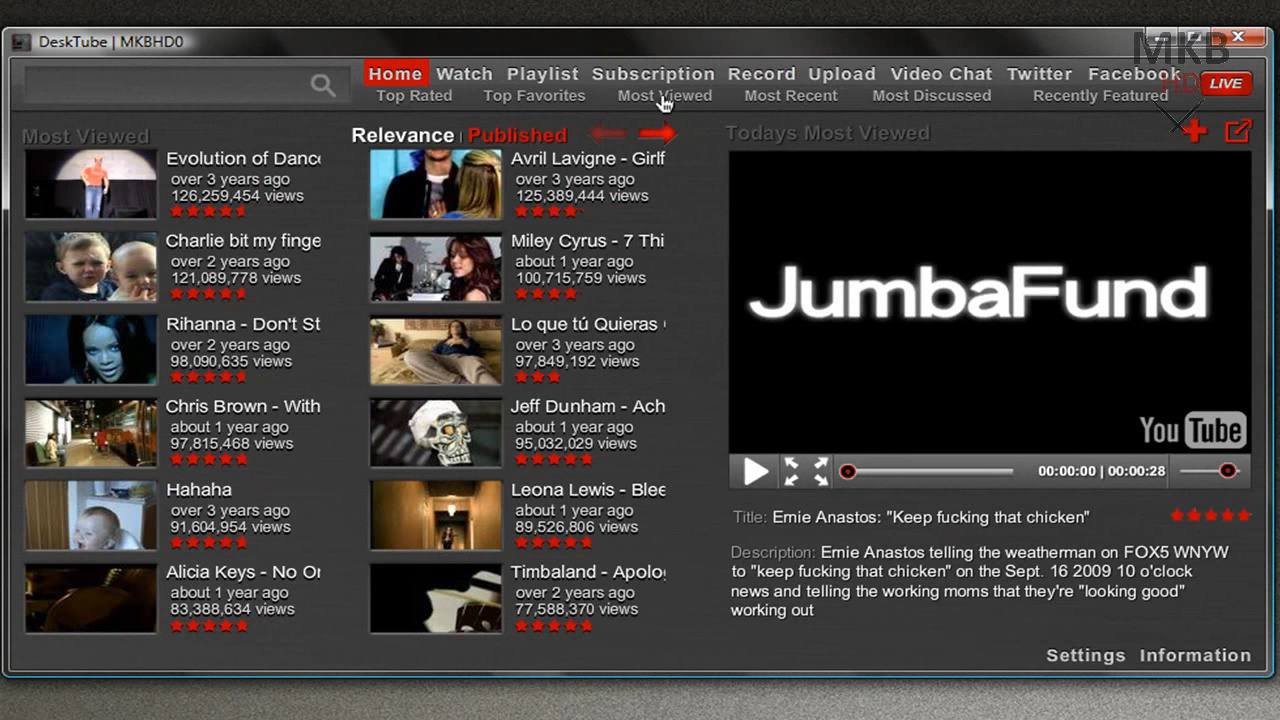 DeskTube | MKBHD0
MKB
HD
Home Watch Playlist Subscription Record Upload Video Chat Twitter Facebook LIVE
Top Rated Top Favorites Most Viewed Most Recent Most Discussed Recently Featured
Most Viewed
Relevance | Published
Todays Most Viewed
Evolution of Danc
over 3 years ago
126,259,454 views
Avril Lavigne - Girlf
over 3 years ago
125,389,444 views
Charlie bit my finge
over 2 years ago
121,089,778 views
Miley Cyrus - 7 Thi
about 1 year ago
100,715,759 views
Rihanna - Don't St
over 2 years ago
98,090,635 views
Lo que tú Quieras
over 3 years ago
97,849,192 views
Chris Brown - With
about 1 year ago
97,815,468 views
Jeff Dunham - Ach
about 1 year ago
95,032,029 views
Hahaha
over 3 years ago
91,604,954 views
Leona Lewis - Blee
about 1 year ago
89,526,806 views
Alicia Keys - No Or
about 1 year ago
83,388,634 views
Timbaland - Apolo
over 2 years ago
77,588,370 views
JumbaFund
YouTube
00:00:00 | 00:00:28
Title: Ernie Anastos: "Keep fucking that chicken"
Description: Ernie Anastos telling the weatherman on FOX5 WNYW
to "keep fucking that chicken" on the Sept. 16 2009 10 o'clock
news and telling the working moms that they're "looking good"
working out
Settings Information